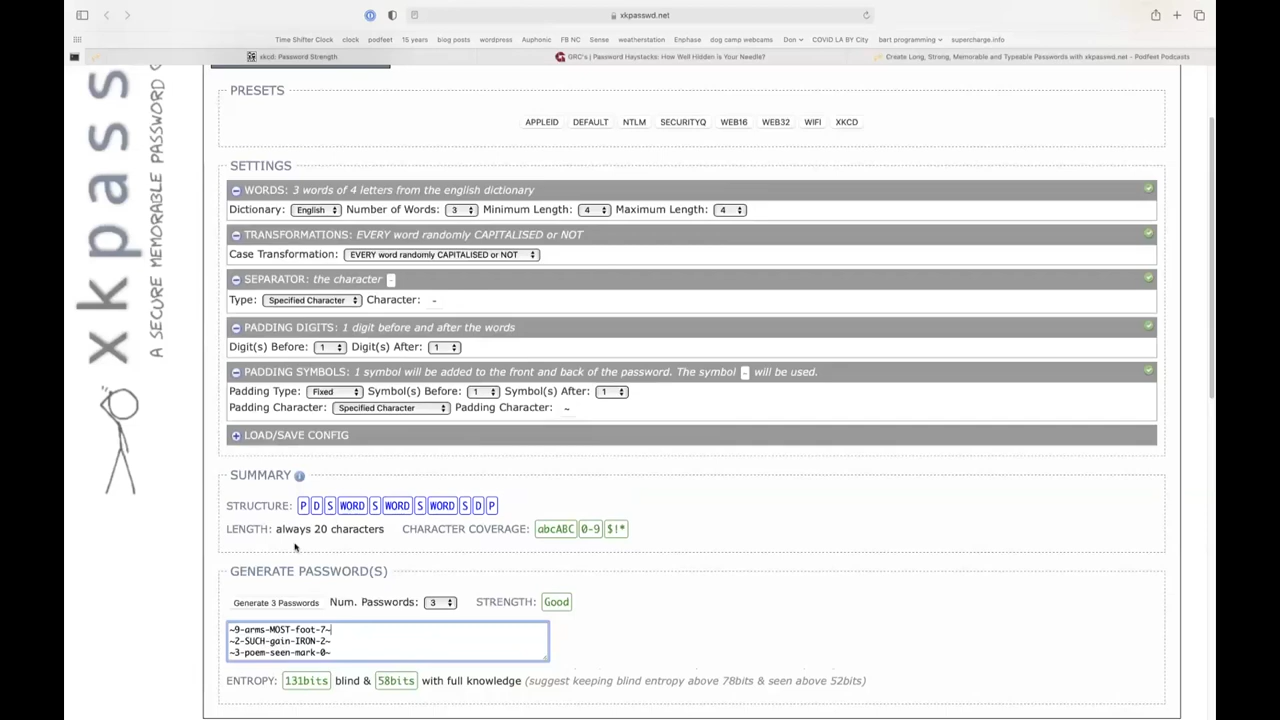 xkpasswd.net
Time Shifter Clock clock podfeet 15 years blog posts wordpress Auphonic FB NC Sense weatherstation Enphase dog camp webcams Don COVID LA BY City bart programming supercharge.info
xkcd: Password Strength GRC's | Password Haystacks: How Well Hidden is Your Needle? Create Long, Strong, Memorable and Typeable Passwords with xkpasswd.net – Podfeet Podcasts
xkpass
A SECURE MEMORABLE PASSWORD
PRESETS
APPLEID DEFAULT NTLM SECURITYQ WEB16 WEB32 WIFI XKCD
SETTINGS
WORDS: 3 words of 4 letters from the english dictionary
Dictionary: English Number of Words: 3 Minimum Length: 4 Maximum Length: 4
TRANSFORMATIONS: EVERY word randomly CAPITALISED or NOT
Case Transformation: EVERY word randomly CAPITALISED or NOT
SEPARATOR: the character -
Type: Specified Character Character: -
PADDING DIGITS: 1 digit before and after the words
Digit(s) Before: 1 Digit(s) After: 1
PADDING SYMBOLS: 1 symbol will be added to the front and back of the password. The symbol ~ will be used.
Padding Type: Fixed Symbol(s) Before: 1 Symbol(s) After: 1
Padding Character: Specified Character Padding Character: ~
LOAD/SAVE CONFIG
SUMMARY
STRUCTURE: P D S WORD S WORD S WORD S D P
LENGTH: always 20 characters CHARACTER COVERAGE: abcABC 0-9 $!*
GENERATE PASSWORD(S)
Generate 3 Passwords Num. Passwords: 3 STRENGTH: Good
~9-arms-MOST-foot-7~
~2-SUCH-gain-IRON-2~
~3-poem-seen-mark-0~
ENTROPY: 131bits blind & 58bits with full knowledge (suggest keeping blind entropy above 78bits & seen above 52bits)